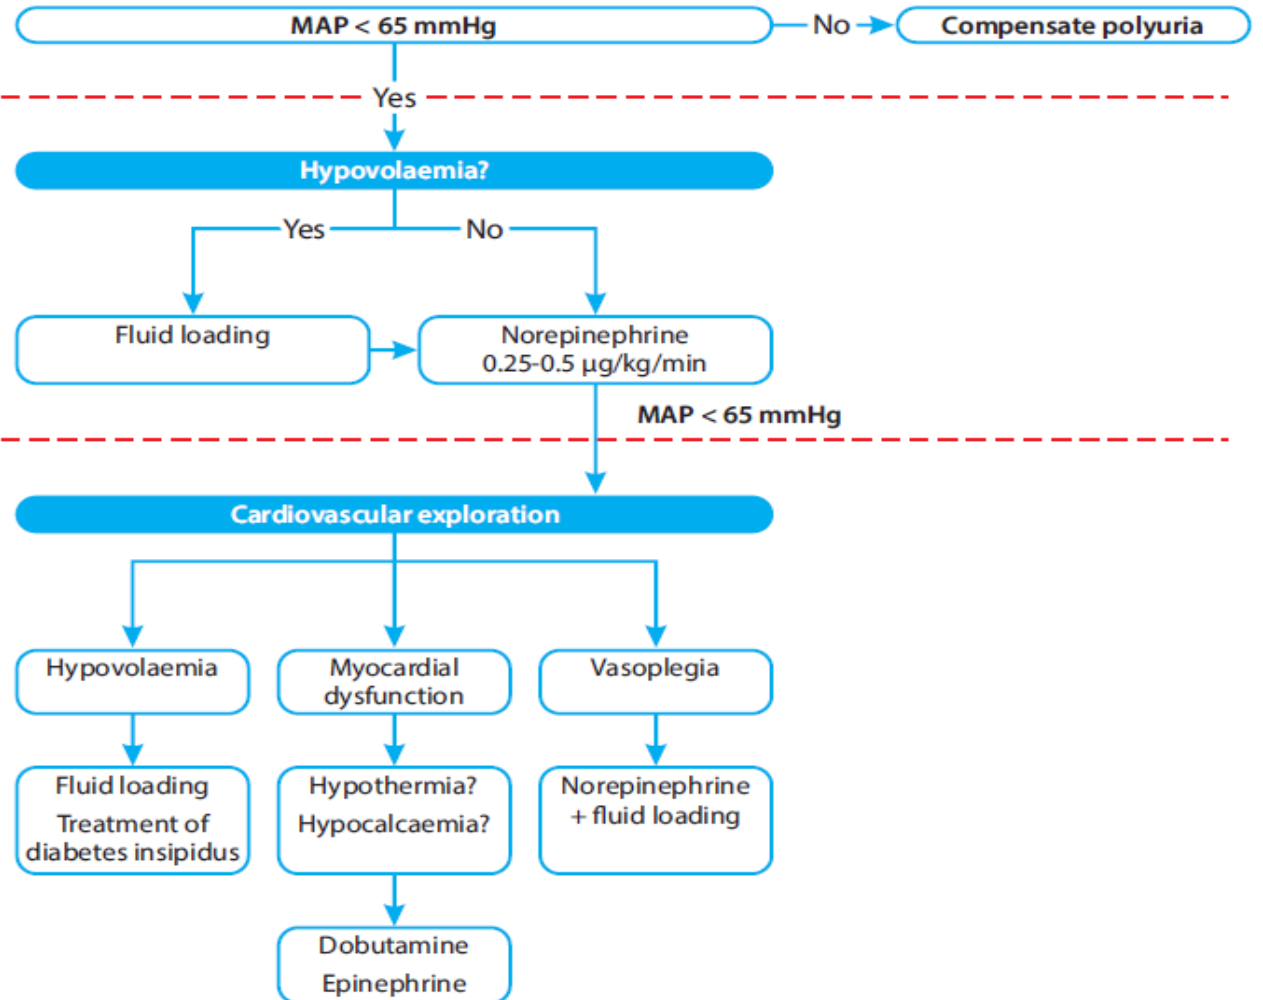 MAP < 65 mmHg
No
Compensate polyuria
Yes
Hypovolaemia?
Yes
No
Fluid loading
Norepinephrine
0.25-0.5 µg/kg/min
MAP < 65 mmHg
Cardiovascular exploration
Hypovolaemia
Myocardial
dysfunction
Vasoplegia
Fluid loading
Treatment of
diabetes insipidus
Hypothermia?
Hypocalcaemia?
Norepinephrine
+ fluid loading
Dobutamine
Epinephrine